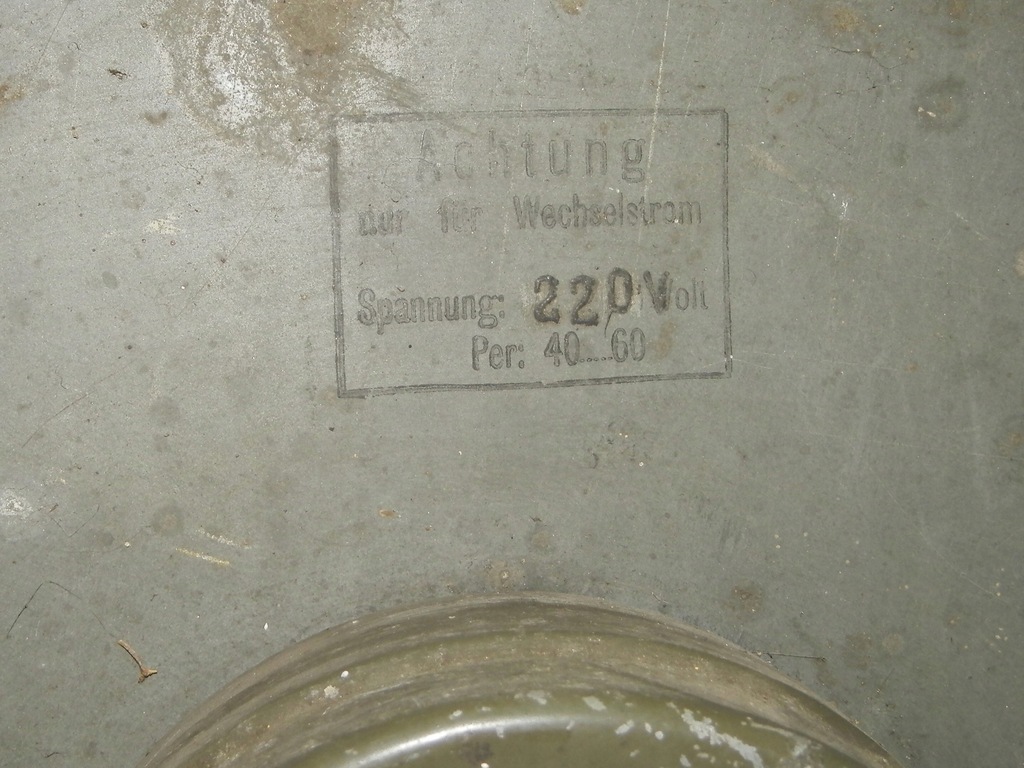 Achtung
nur für Wechselstrom
Spannung: 220 Volt
Per: 40.....60